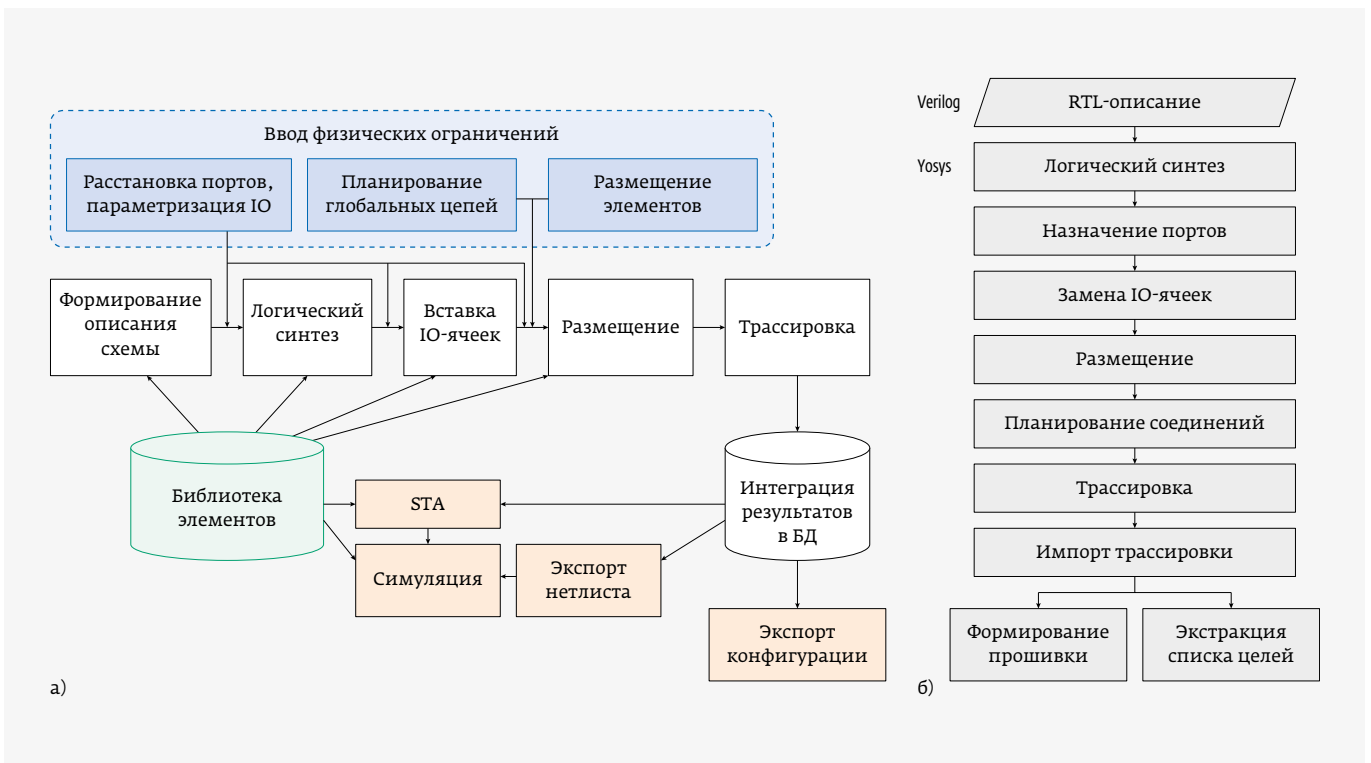 Ввод физических ограничений
Расстановка портов,
параметризация IO
Планирование
глобальных цепей
Размещение
элементов
Формирование
описания
схемы
Логический
синтез
Вставка
IO-ячеек
Размещение
Трассировка
Библиотека
элементов
STA
Симуляция
Экспорт
нетлиста
Интеграция
результатов
в БД
Экспорт
конфигурации
а)
Verilog
RTL-описание
Yosys
Логический синтез
Назначение портов
Замена IO-ячеек
Размещение
Планирование соединений
Трассировка
Импорт трассировки
Формирование
прошивки
Экстракция
списка целей
б)